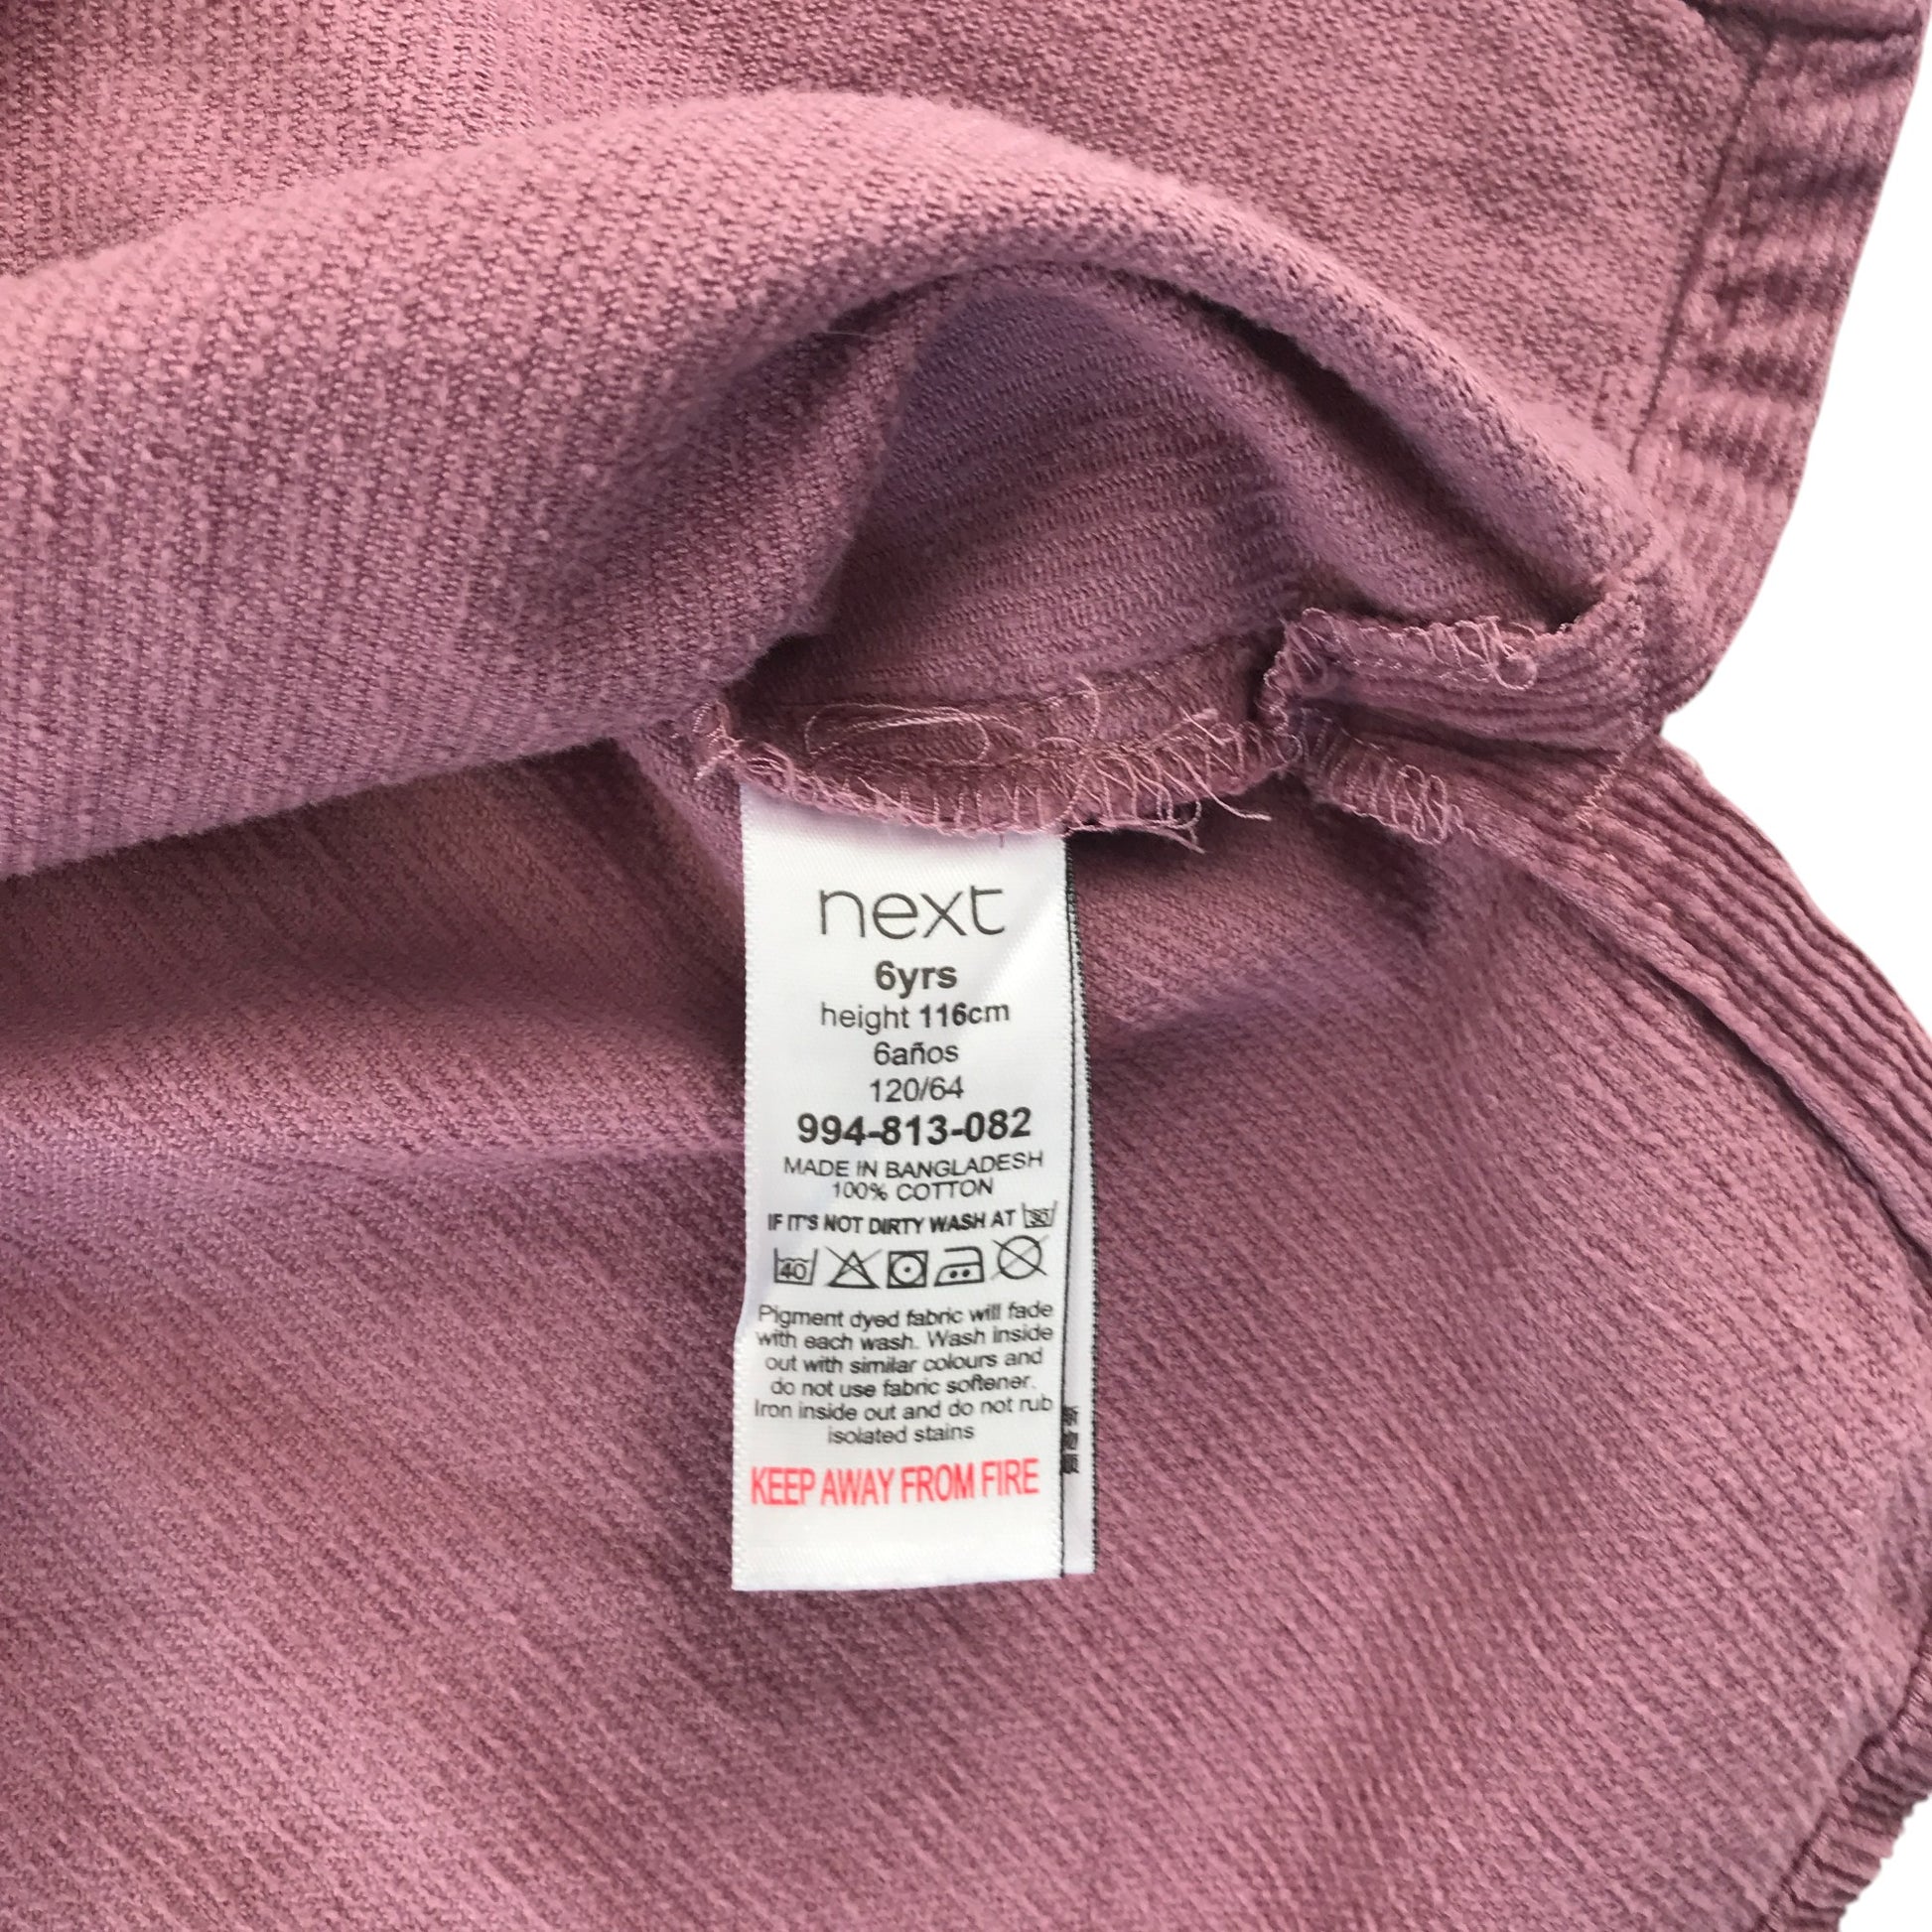 next
6yrs
height 116cm
6años
120/64
994-813-082
MADE IN BANGLADESH
100% COTTON
IF IT'S NOT DIRTY WASH AT 30
40
Pigment dyed fabric will fade
with each wash. Wash inside
out with similar colours and
do not use fabric softener.
Iron inside out and do not rub
isolated stains
KEEP AWAY FROM FIRE